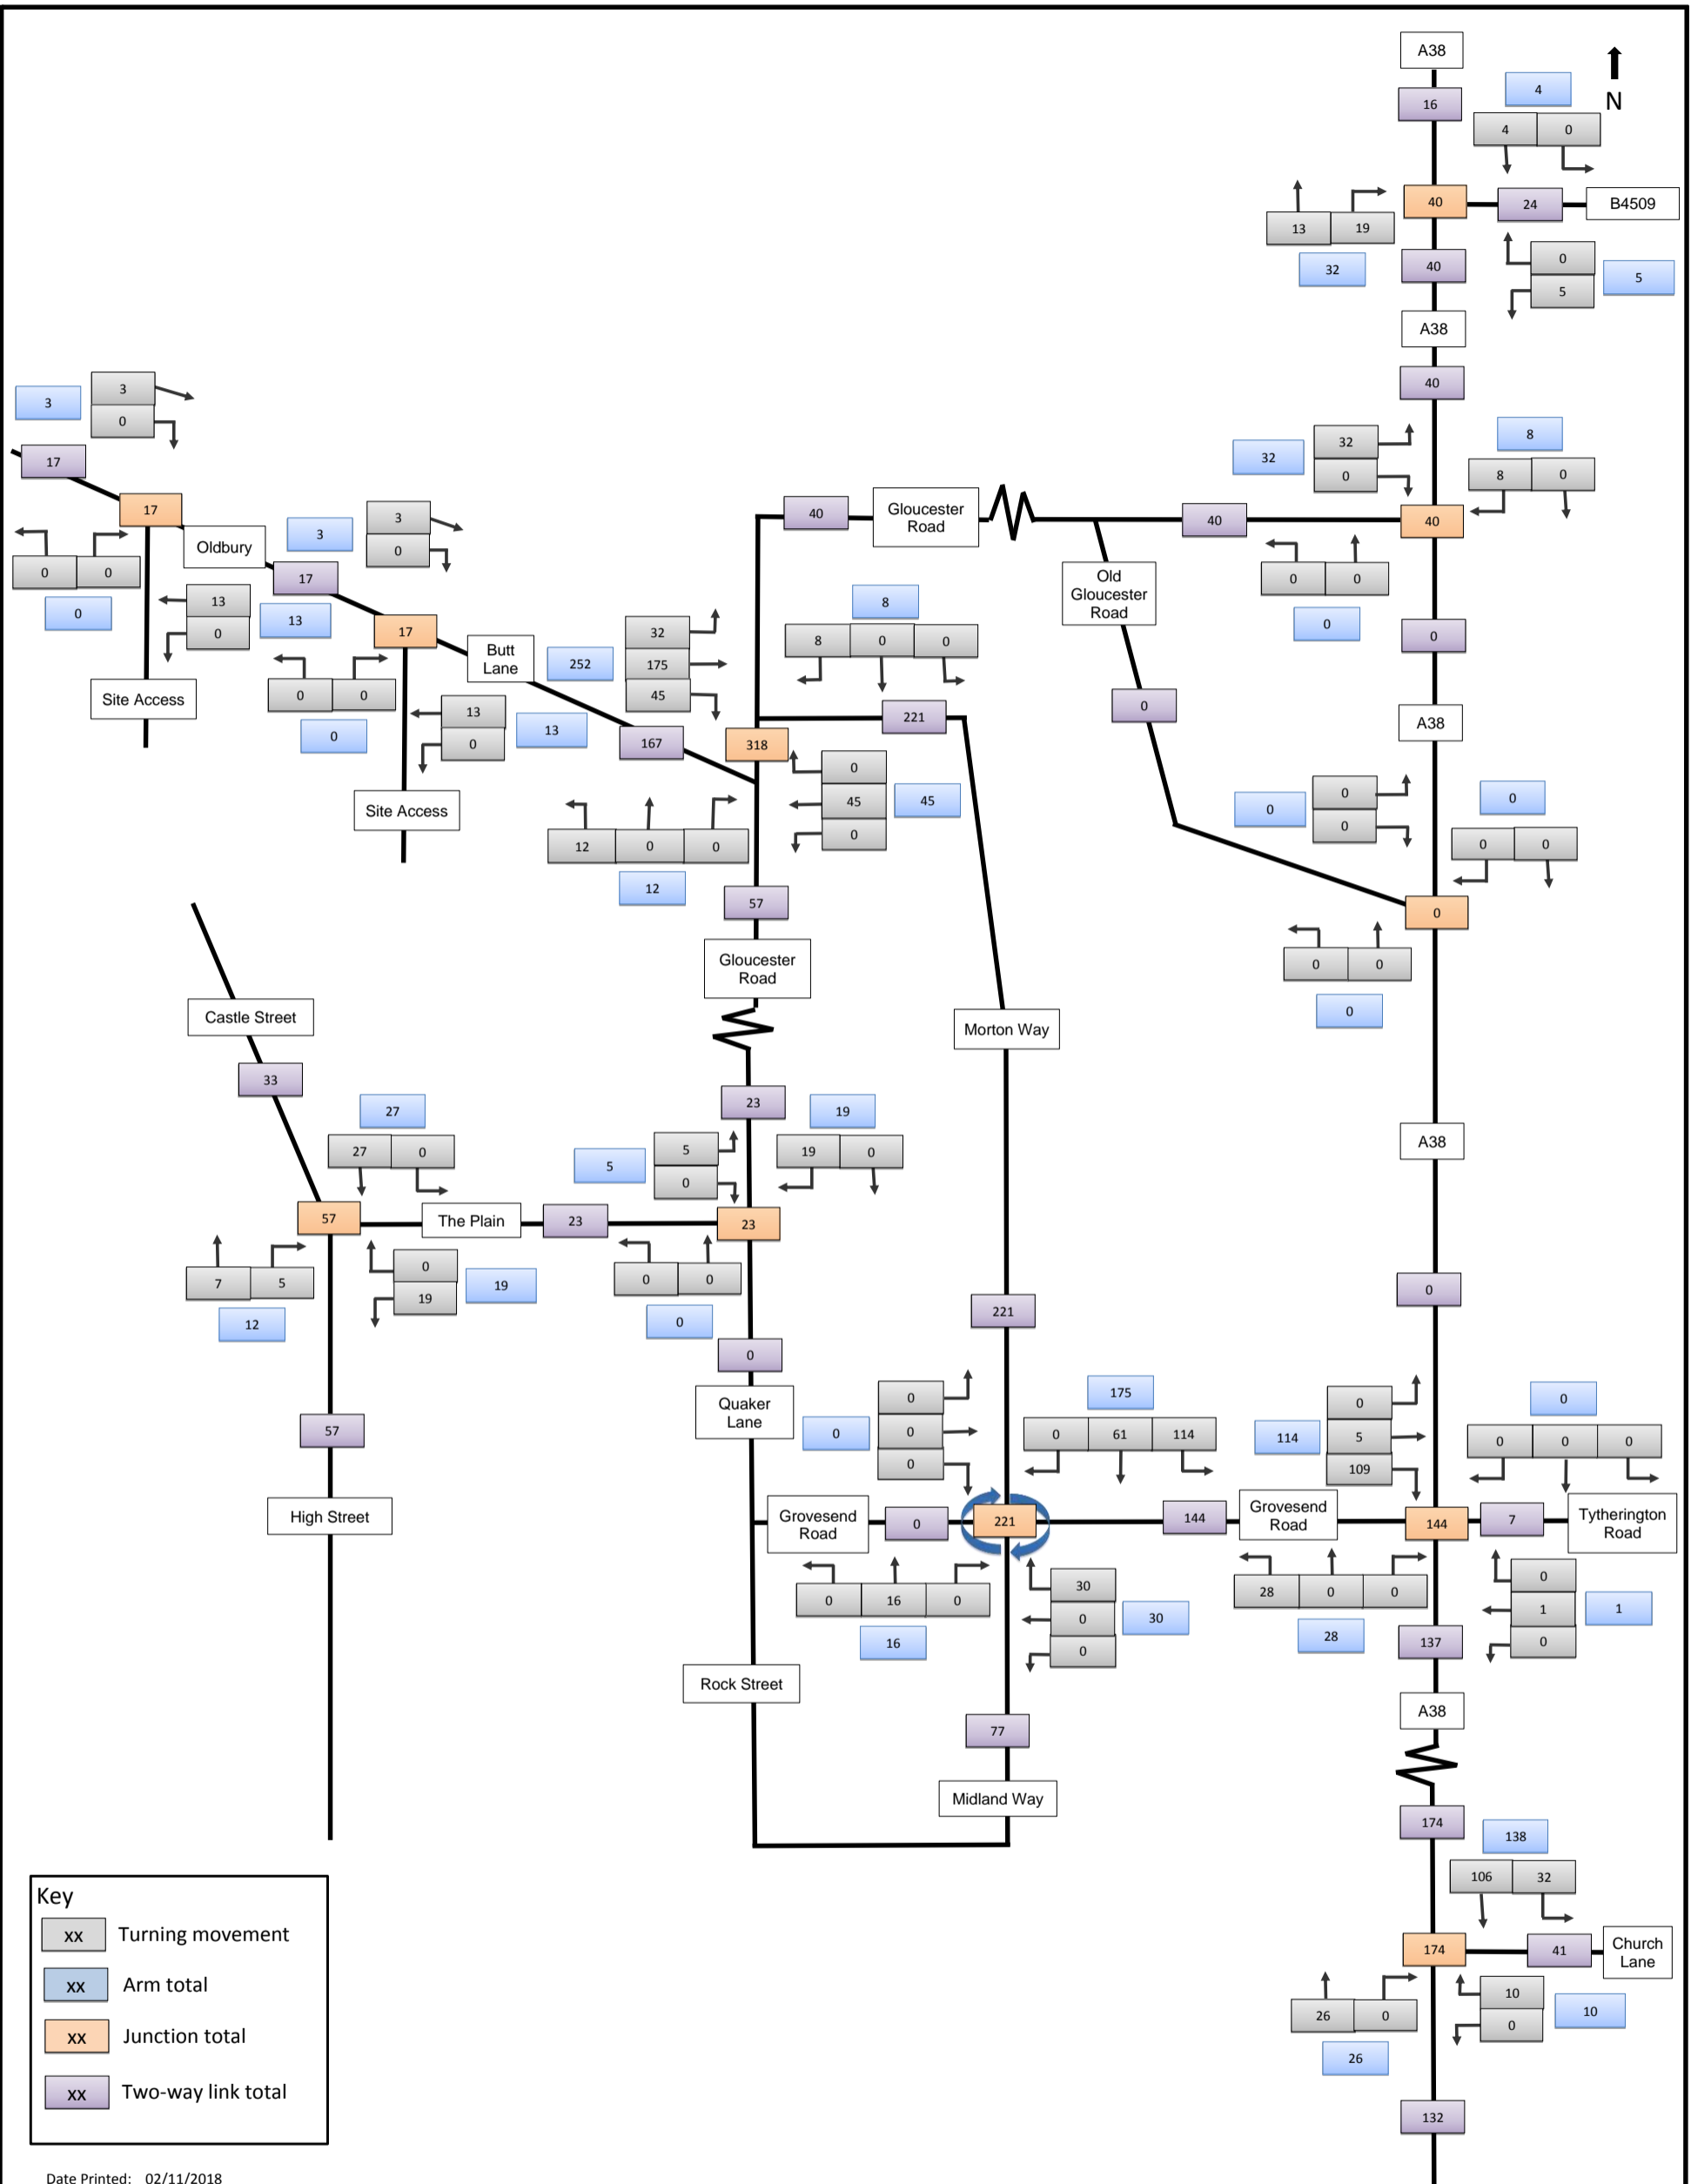 A38
16
4
N
4 0
40
24
B4509
13 19
32
40
0
5
5
A38
40
3
3
0
17
17
Oldbury
0 0
0
13
0
13
Site Access
3
3
0
17
17
Butt
Lane
0 0
0
13
0
13
Site Access
252
32
175
45
167
318
8
8 0 0
221
0
45
0
45
12 0 0
12
57
Gloucester
Road
40
Gloucester
Road
40
32
32
0
8
8 0
40
0 0
0
0
Old
Gloucester
Road
0
A38
0
0
0
0
0 0
0
0 0
0
Castle Street
33
27
27 0
57
The Plain
23
7 5
12
0
19
19
57
High Street
Morton Way
23
5
5
0
19
19 0
23
0 0
0
0
Quaker
Lane
A38
221
0
0
0
0
0
175
0 61 114
Grovesend
Road
0
221
144
Grovesend
Road
0 16 0
16
30
0
0
30
114
0
5
109
0
0 0 0
144
7
Tytherington
Road
28 0 0
28
0
1
0
1
137
Rock Street
77
Midland Way
A38
174
138
106 32
174
41
Church
Lane
26 0
26
10
0
10
132
Key
xx Turning movement
xx Arm total
xx Junction total
xx Two-way link total
Date Printed: 02/11/2018